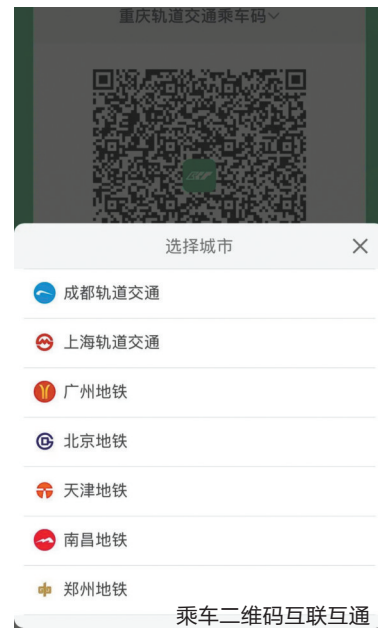 重庆轨道交通乘车码
选择城市
成都轨道交通
上海轨道交通
广州地铁
北京地铁
天津地铁
南昌地铁
郑州地铁
乘车二维码互联互通